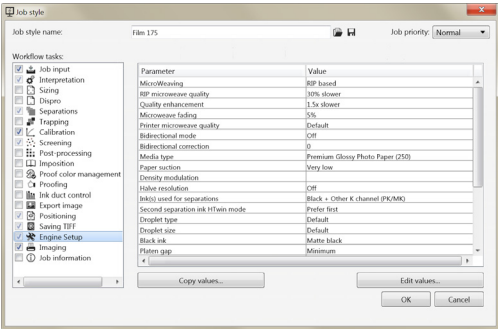 Job style
Job style name: Film 175 Job priority: Normal
Workflow tasks:
Job input
Interpretation
Sizing
Dispro
Separations
Trapping
Calibration
Screening
Post-processing
Imposition
Proof color management
Proofing
Ink duct control
Export image
Positioning
Saving TIFF
Engine Setup
Imaging
Job information
Parameter Value
MicroWeaving RIP based
RIP microweave quality 30% slower
Quality enhancement 1.5x slower
Microweave fading 5%
Printer microweave quality Default
Bidirectional mode Off
Bidirectional correction 0
Media type Premium Glossy Photo Paper (250)
Paper suction Very low
Density modulation
Halve resolution Off
Ink(s) used for separations Black + Other K channel (PK/MK)
Second separation ink HTwin mode Prefer first
Droplet type Default
Droplet size Default
Black ink Matte black
Platen gap Minimum
Copy values... Edit values...
OK Cancel